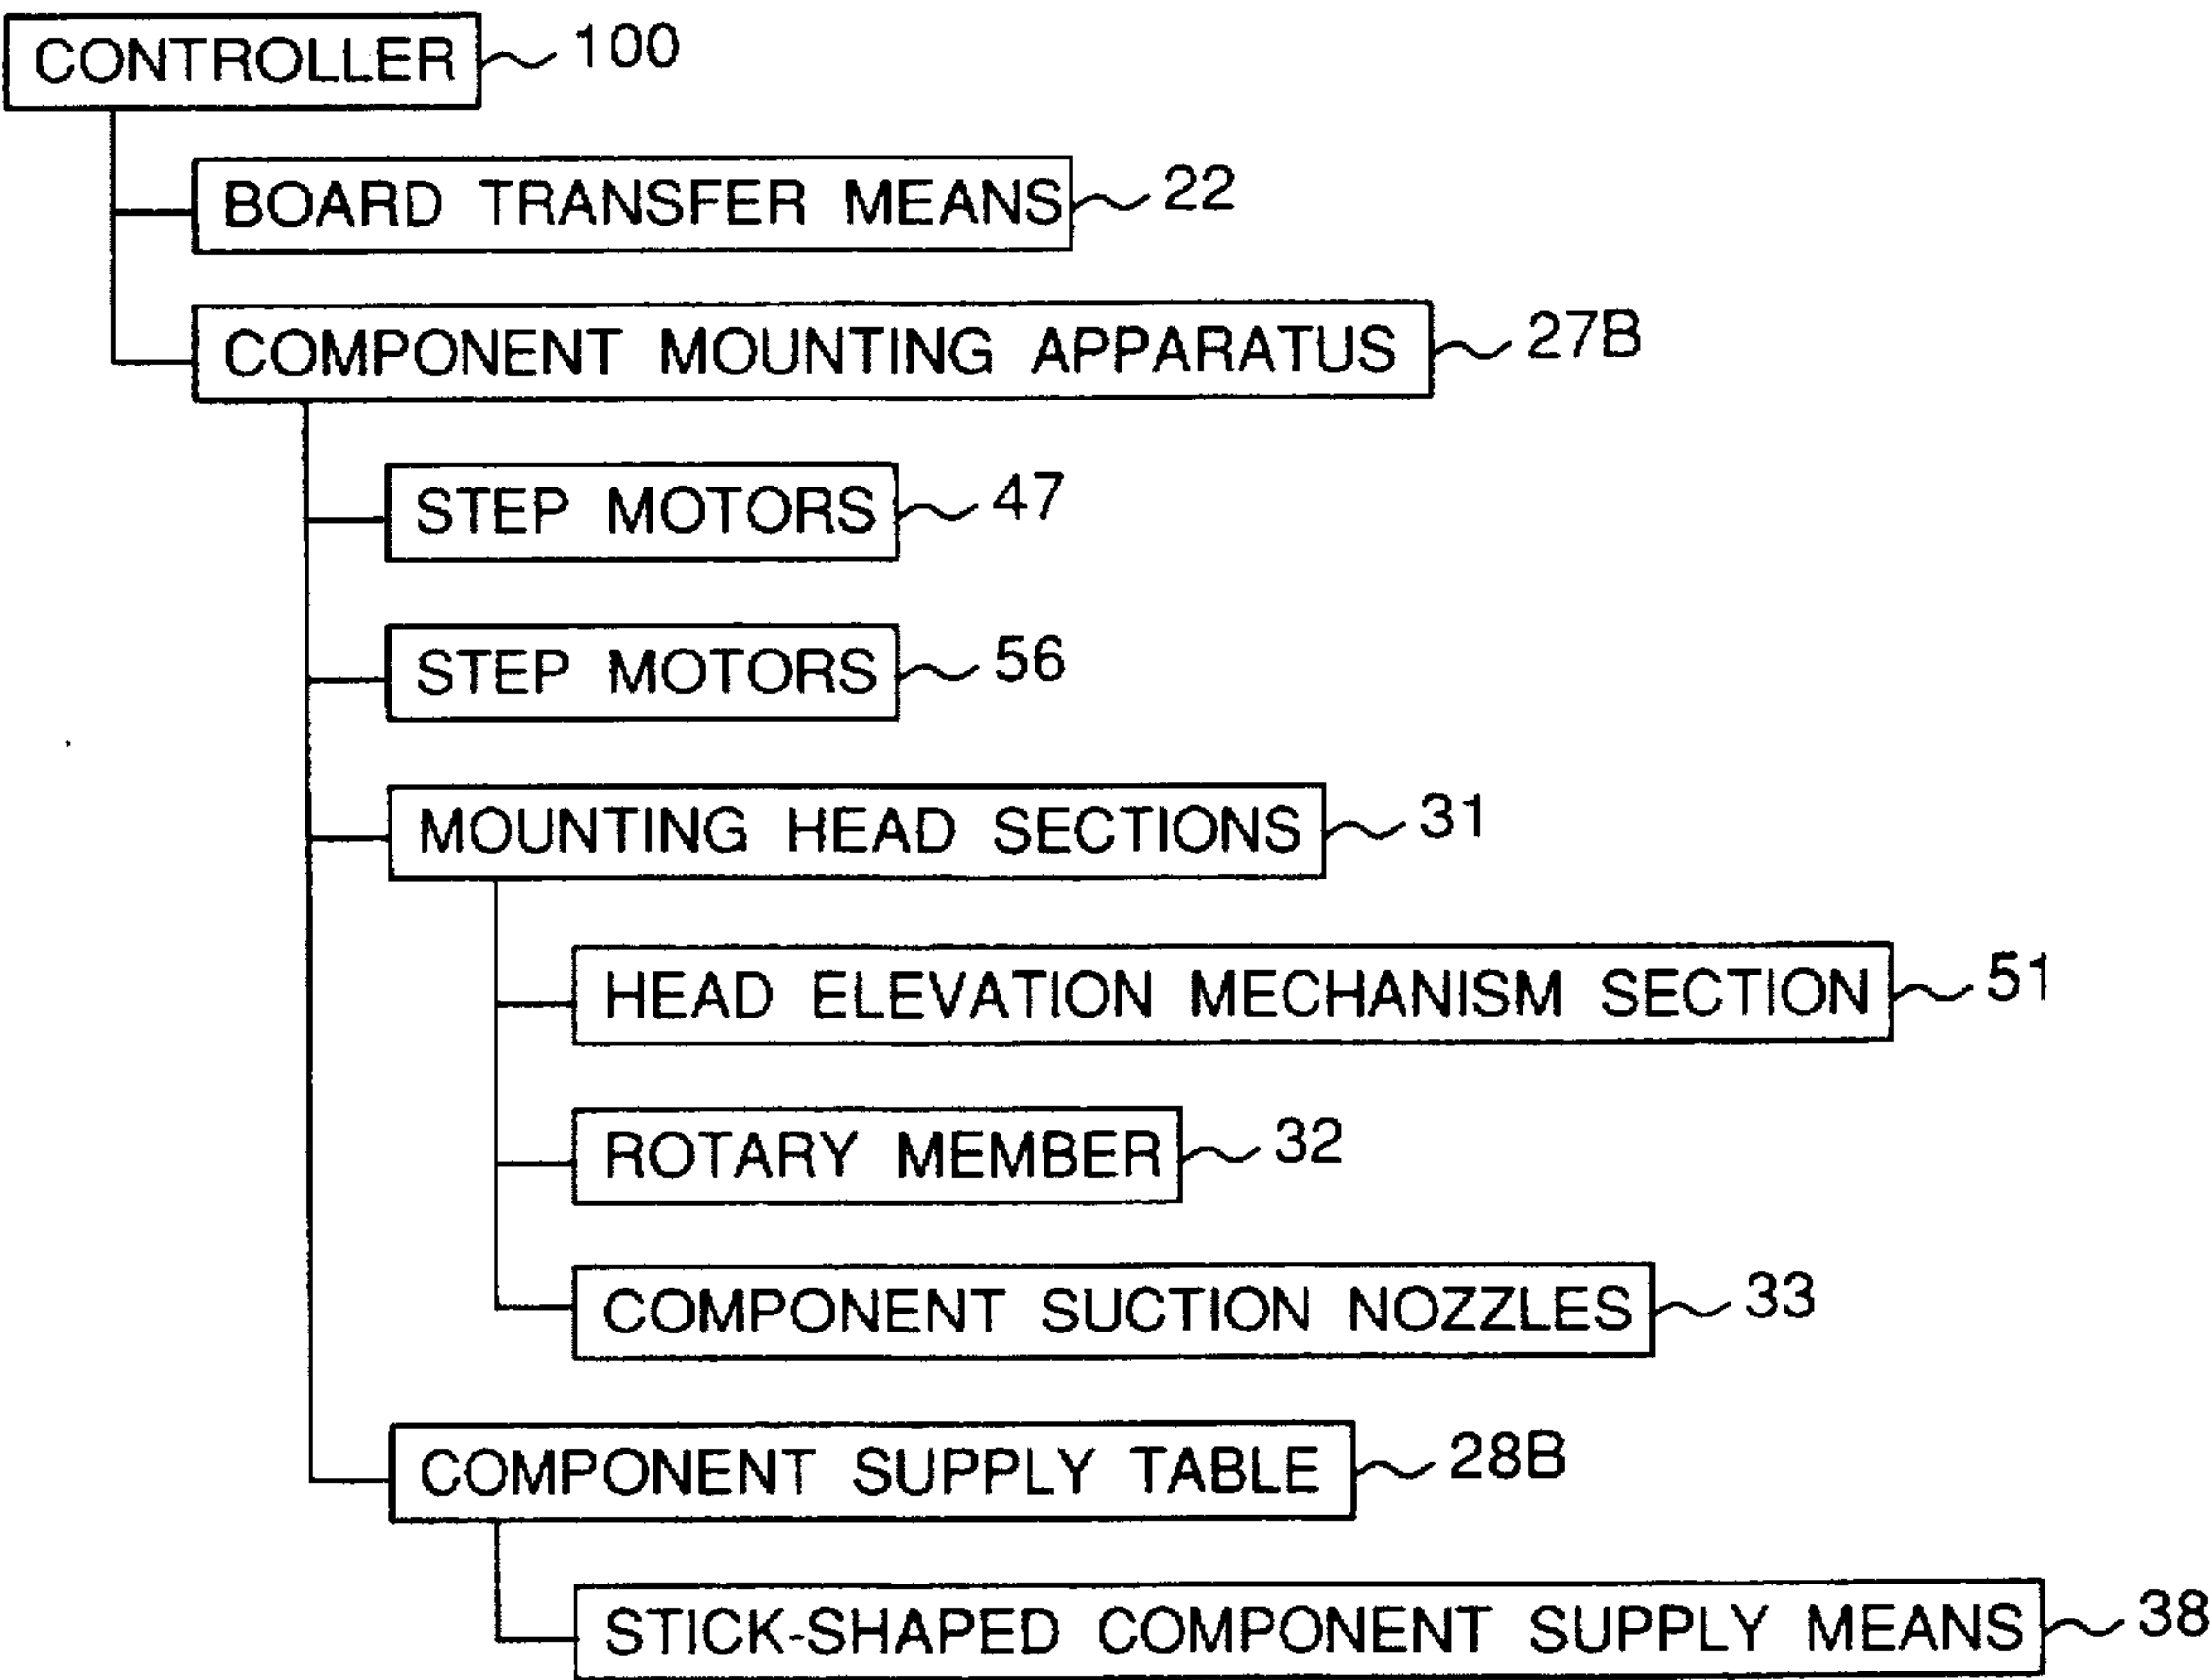 CONTROLLER 100
BOARD TRANSFER MEANS 22
COMPONENT MOUNTING APPARATUS 27B
STEP MOTORS 47
STEP MOTORS 56
MOUNTING HEAD SECTIONS 31
HEAD ELEVATION MECHANISM SECTION 51
ROTARY MEMBER 32
COMPONENT SUCTION NOZZLES 33
COMPONENT SUPPLY TABLE 28B
STICK-SHAPED COMPONENT SUPPLY MEANS 38